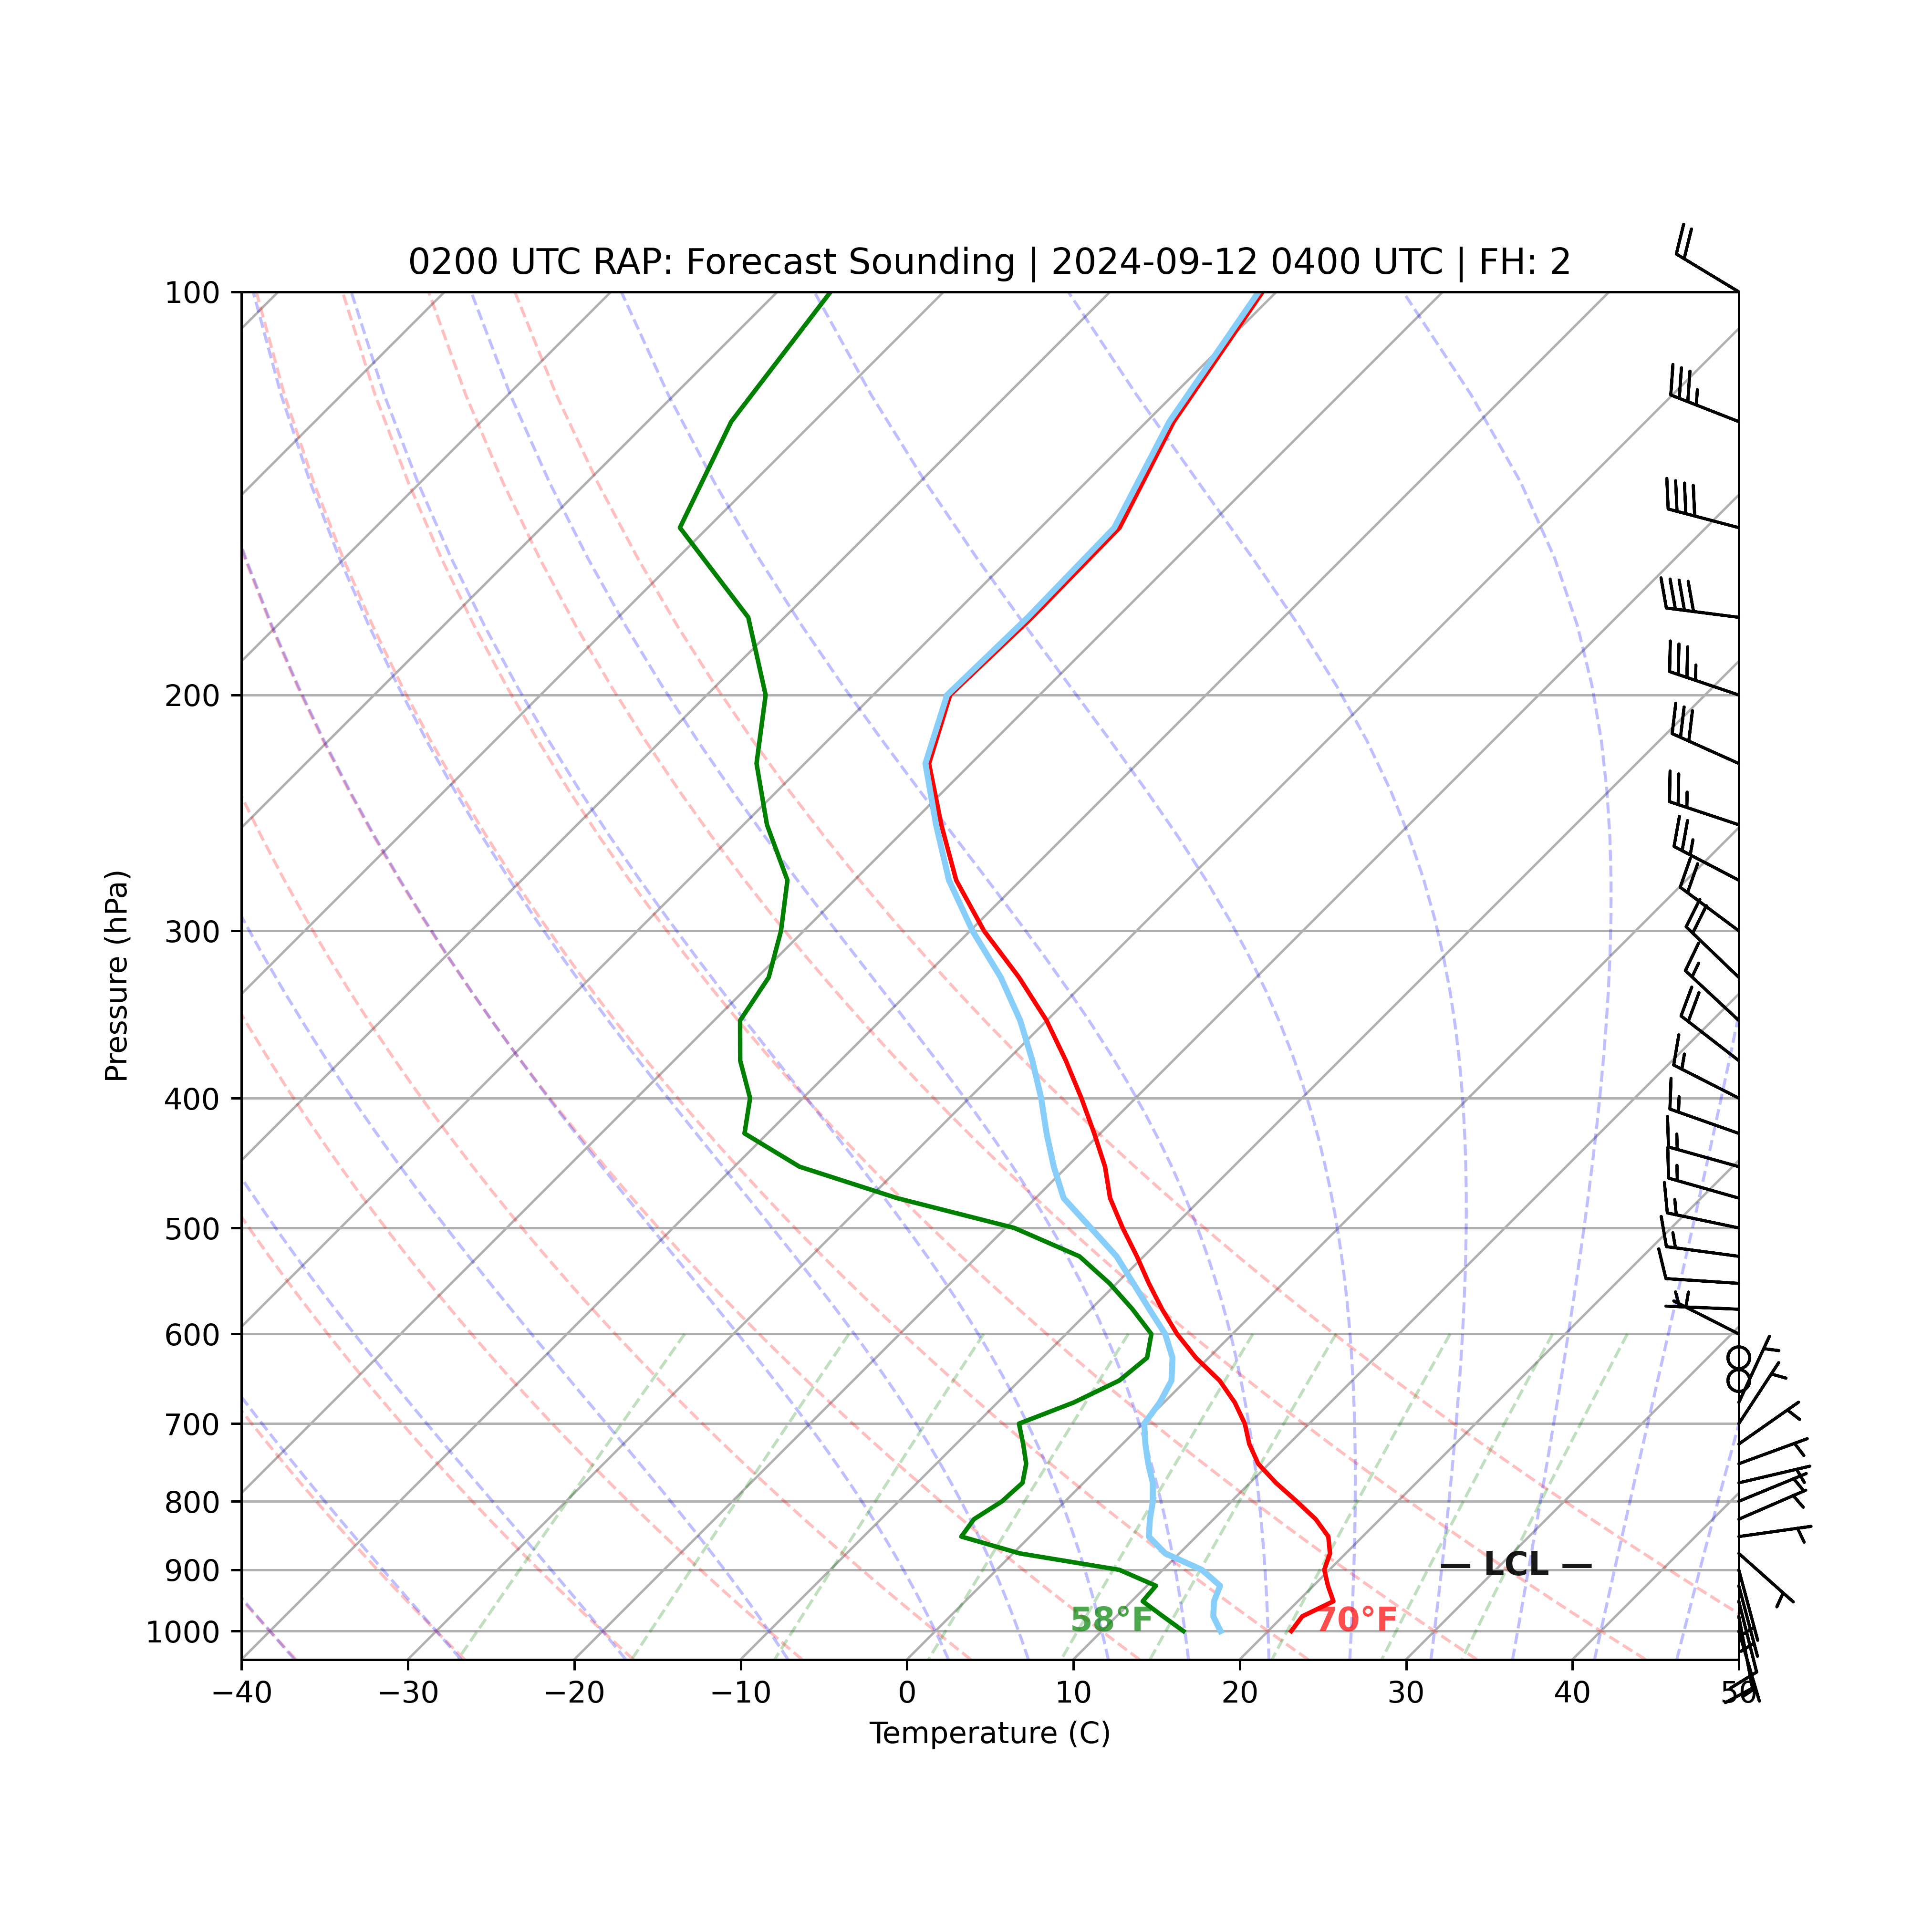 0200 UTC RAP: Forecast Sounding | 2024-09-12 0400 UTC | FH: 2
100
200
300
400
500
600
700
800
900
1000
Pressure (hPa)
— LCL —
58°F
70°F
−40 −30 −20 −10 0 10 20 30 40 50
Temperature (C)